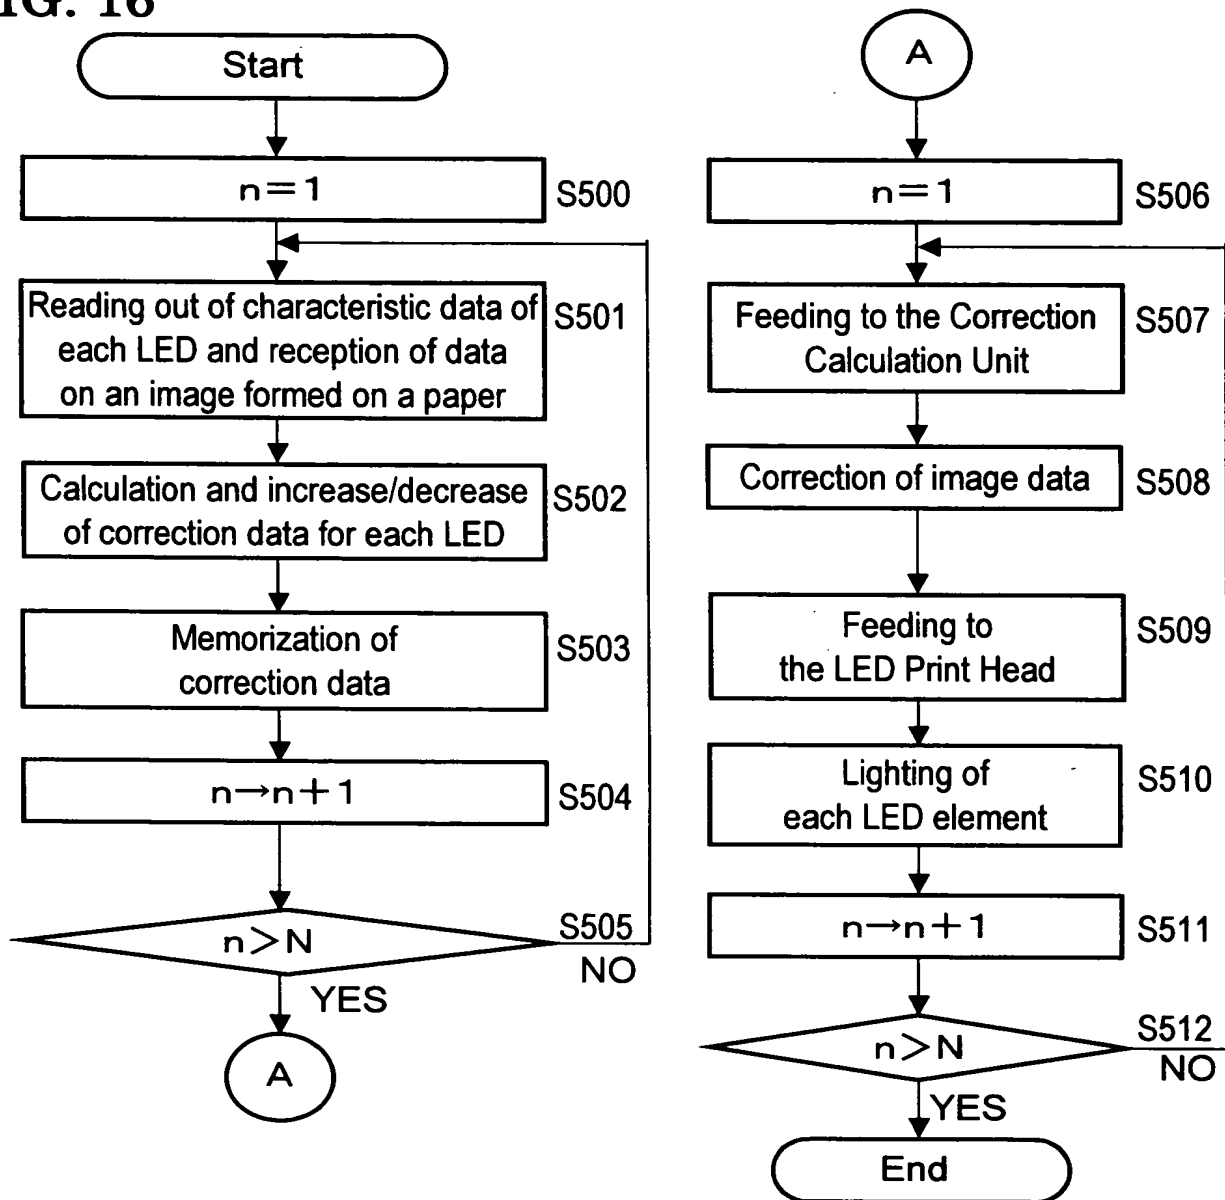 IG. 16
Start
n=1
S500
Reading out of characteristic data of
each LED and reception of data
on an image formed on a paper
S501
Calculation and increase/decrease
of correction data for each LED
S502
Memorization of
correction data
S503
n→n+1
S504
n>N
S505
NO
YES
A
A
n=1
S506
Feeding to the Correction
Calculation Unit
S507
Correction of image data
S508
Feeding to
the LED Print Head
S509
Lighting of
each LED element
S510
n→n+1
S511
n>N
S512
NO
YES
End